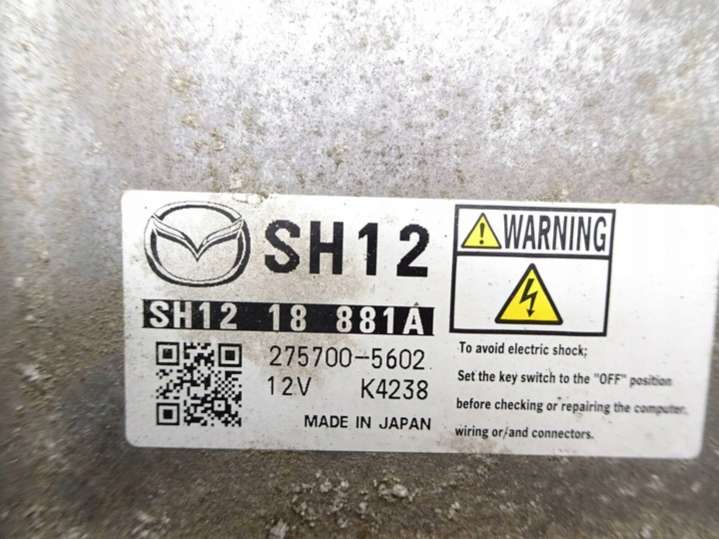 SH12
SH12 18 881A
275700-5602
12V K4238
MADE IN JAPAN
WARNING
To avoid electric shock;
Set the key switch to the "OFF" position
before checking or repairing the computer,
wiring or/and connectors.